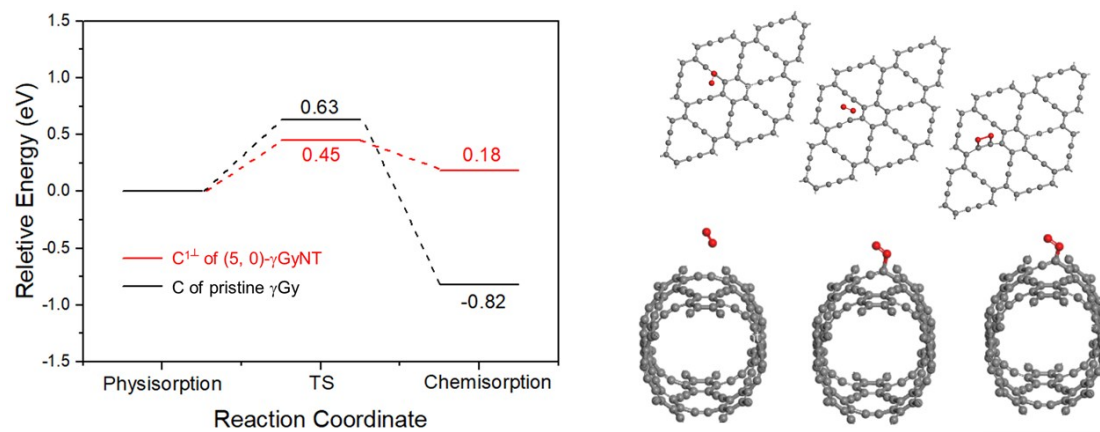 Reletive Energy (eV)
1.5
1.0
0.5
0.0
-0.5
-1.0
-1.5
0.63
0.45
0.18
-0.82
C1⊥ of (5, 0)-γGyNT
C of pristine γGy
Physisorption
TS
Chemisorption
Reaction Coordinate